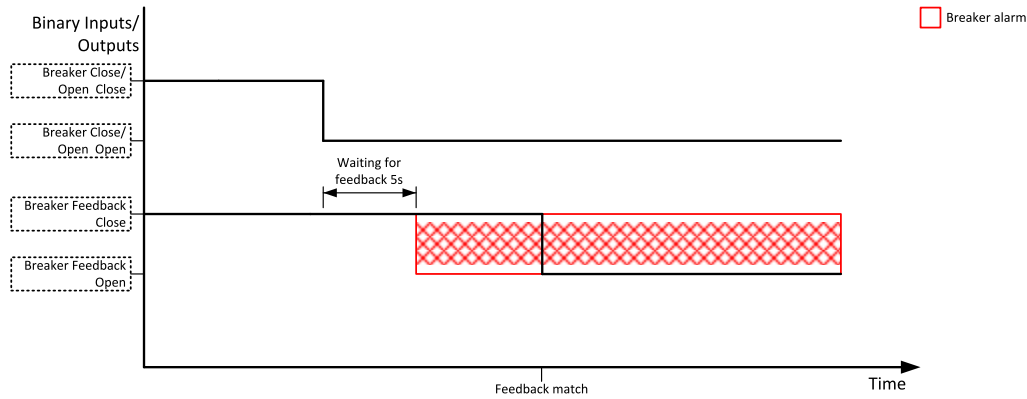 Binary Inputs/
Outputs
Breaker alarm
Breaker Close/
Open Close
Breaker Close/
Open Open
Waiting for
feedback 5s
Breaker Feedback
Close
Breaker Feedback
Open
Time
Feedback match